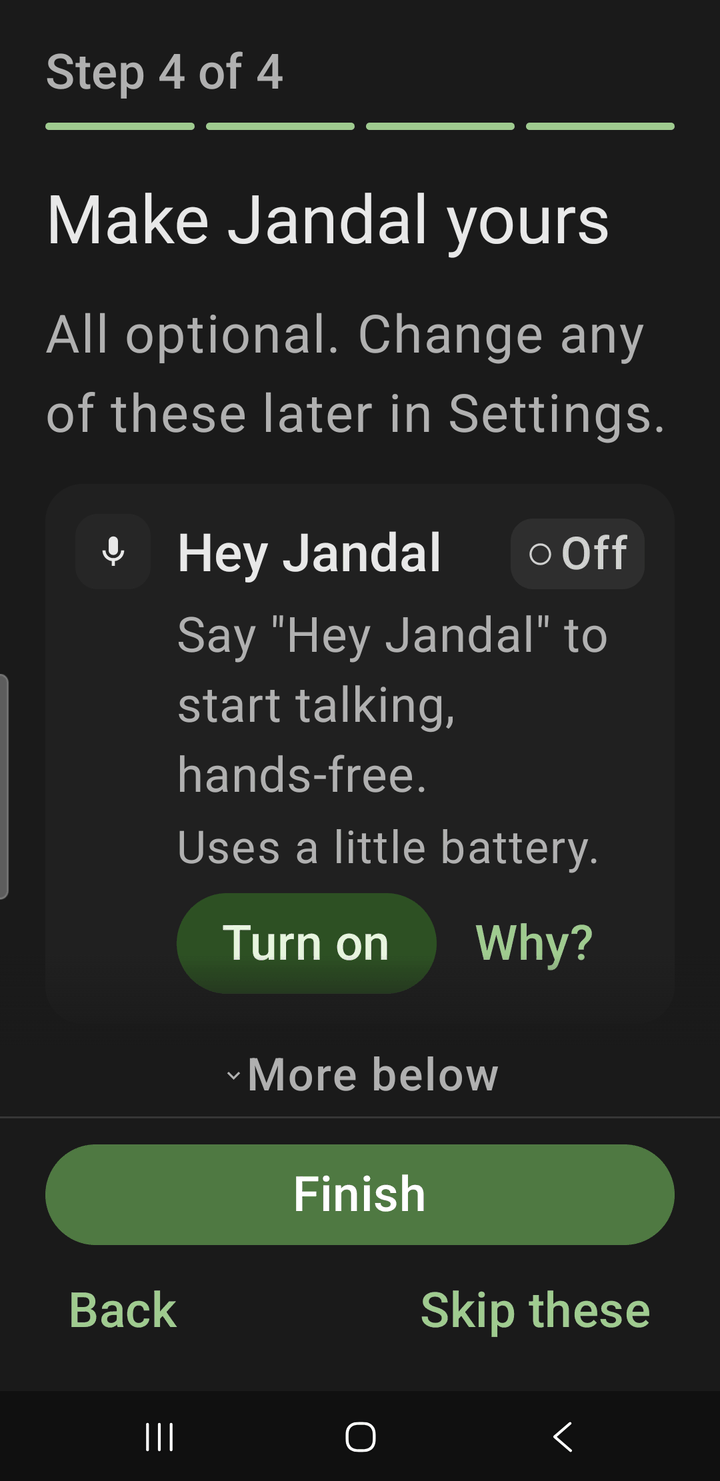 Step 4 of 4
Make Jandal yours
All optional. Change any
of these later in Settings.
Hey Jandal
Off
Say "Hey Jandal" to
start talking,
hands-free.
Uses a little battery.
Turn on
Why?
More below
Finish
Back
Skip these